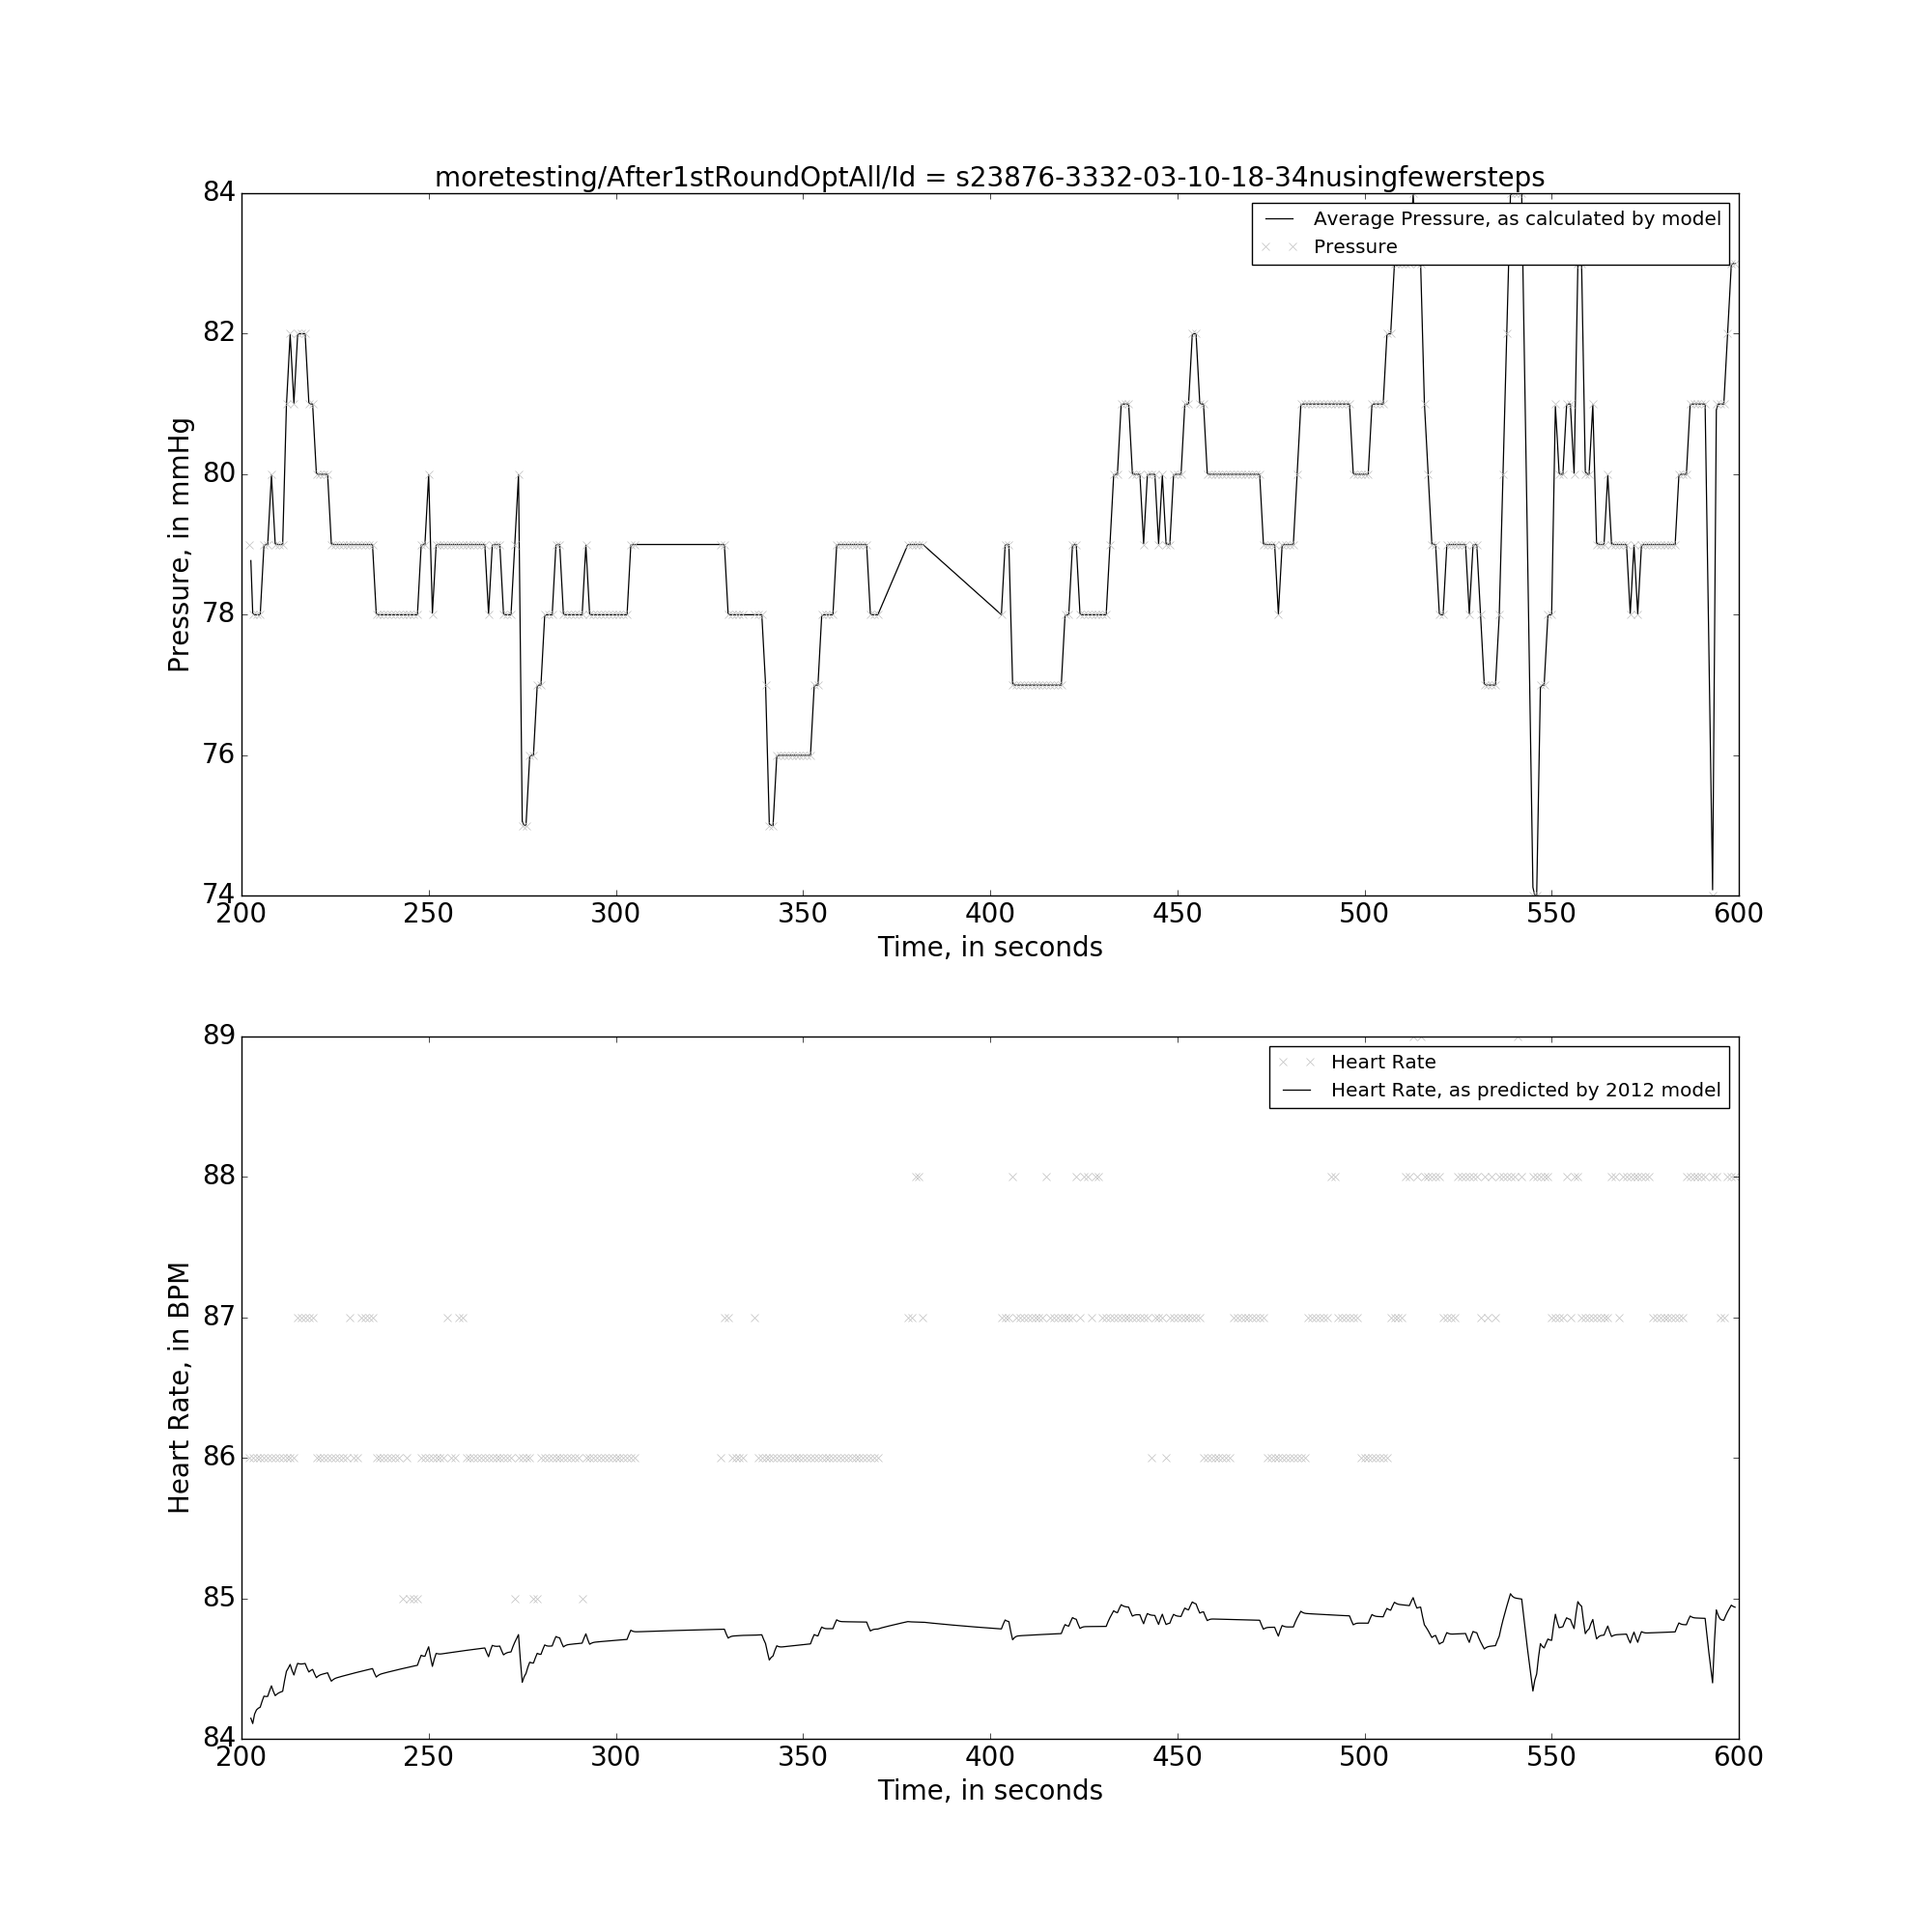 moretesting/After1stRoundOptAll/Id = s23876-3332-03-10-18-34nusingfewersteps
84
82
80
78
76
74
Pressure, in mmHg
Average Pressure, as calculated by model
Pressure
200 250 300 350 400 450 500 550 600
Time, in seconds
89
88
87
86
85
84
Heart Rate, in BPM
Heart Rate
Heart Rate, as predicted by 2012 model
200 250 300 350 400 450 500 550 600
Time, in seconds